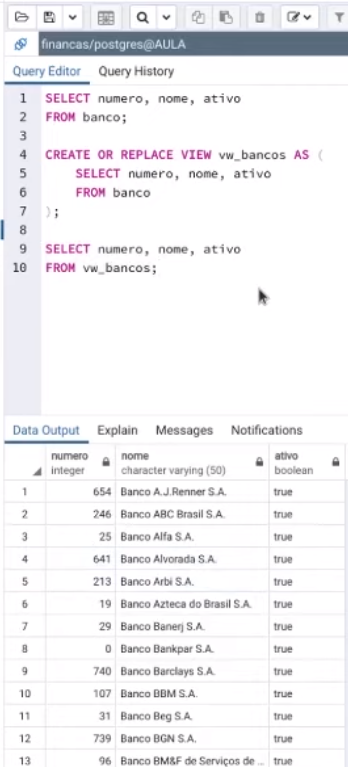 financas/postgres@AULA
Query Editor Query History
1 SELECT numero, nome, ativo
2 FROM banco;
3
4 CREATE OR REPLACE VIEW vw_bancos AS (
5 SELECT numero, nome, ativo
6 FROM banco
7 );
8
9 SELECT numero, nome, ativo
10 FROM vw_bancos;
Data Output Explain Messages Notifications
numero nome ativo
integer character varying (50) boolean
1 654 Banco A.J.Renner S.A. true
2 246 Banco ABC Brasil S.A. true
3 25 Banco Alfa S.A. true
4 641 Banco Alvorada S.A. true
5 213 Banco Arbi S.A. true
6 19 Banco Azteca do Brasil S.A. true
7 29 Banco Banerj S.A. true
8 0 Banco Bankpar S.A. true
9 740 Banco Barclays S.A. true
10 107 Banco BBM S.A. true
11 31 Banco Beg S.A. true
12 739 Banco BGN S.A. true
13 96 Banco BM&F de Serviços de ... true